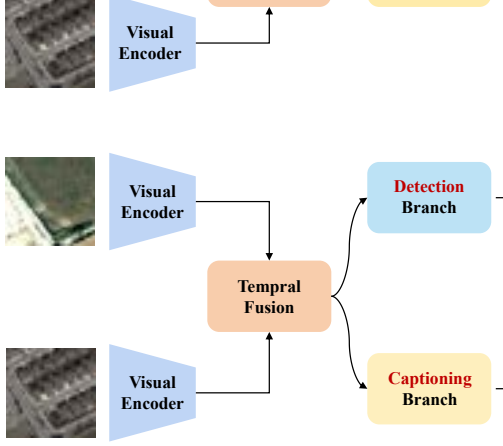 Visual
Encoder
Visual
Encoder
Detection
Branch
Tempral
Fusion
Visual
Encoder
Captioning
Branch